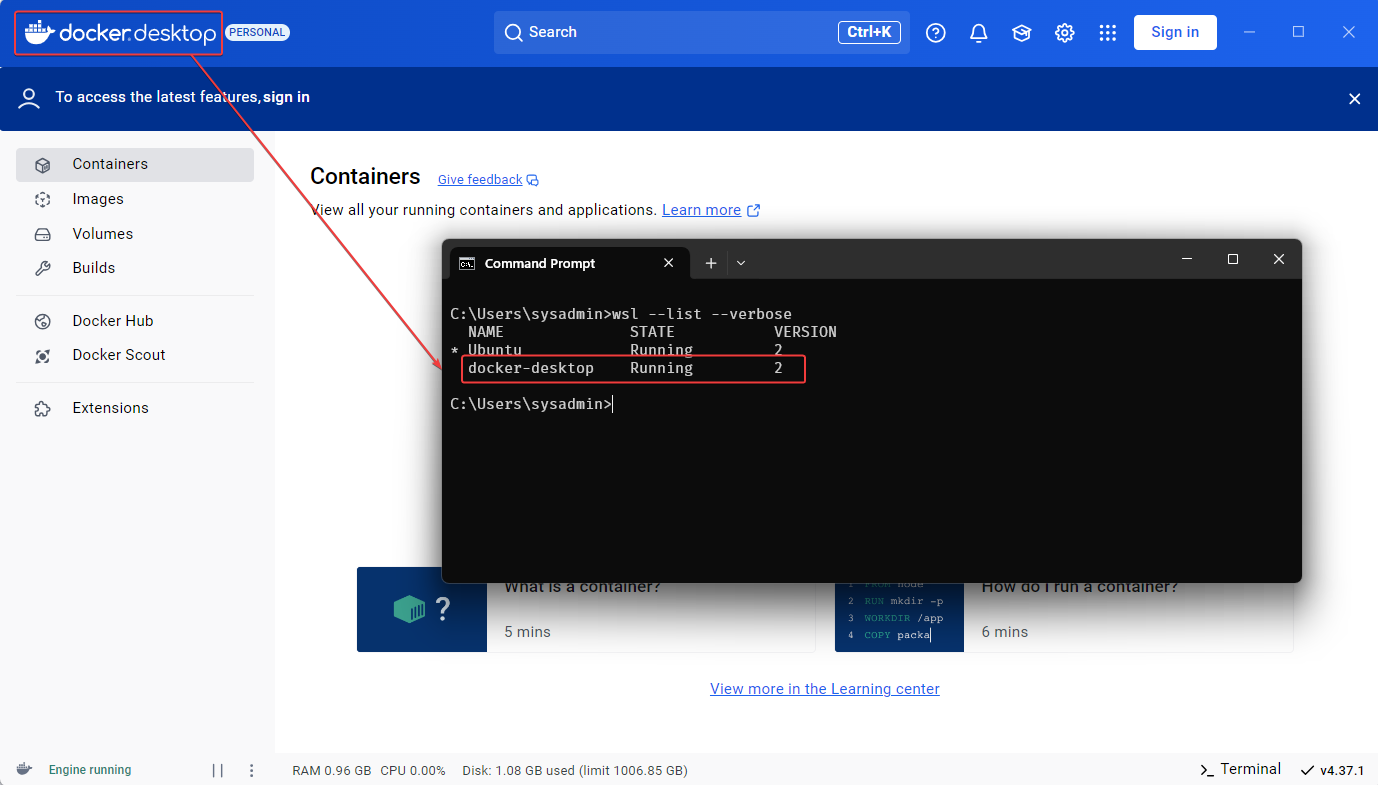 docker.desktop PERSONAL
Search Ctrl+K
Sign in
To access the latest features, sign in
Containers
Images
Volumes
Builds
Docker Hub
Docker Scout
Extensions
Containers Give feedback
View all your running containers and applications. Learn more
Command Prompt
C:\Users\sysadmin>wsl --list --verbose
NAME STATE VERSION
* Ubuntu Running 2
docker-desktop Running 2
C:\Users\sysadmin>
?
What is a container?
5 mins
1 FROM node
2 RUN mkdir -p
3 WORKDIR /app
4 COPY packa
How do I run a container?
6 mins
View more in the Learning center
Engine running
RAM 0.96 GB CPU 0.00% Disk: 1.08 GB used (limit 1006.85 GB)
>_ Terminal
v4.37.1